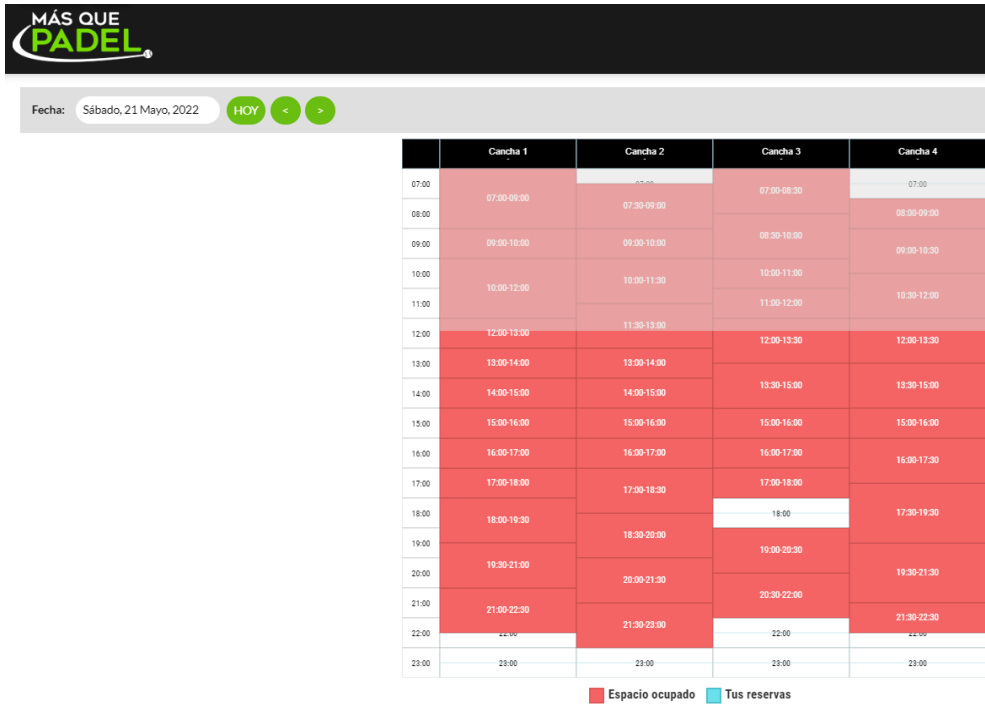 MÁS QUE
PADEL
Fecha: Sábado, 21 Mayo, 2022 HOY < >
Cancha 1 Cancha 2 Cancha 3 Cancha 4
07:00 07:00-09:00 07:00 07:00-08:30 07:00
07:30-09:00
08:00 08:00-09:00
08:30-10:00
09:00 09:00-10:00 09:00-10:00 09:00-10:30
10:00 10:00-12:00 10:00-11:30 10:00-11:00
10:30-12:00
11:00 11:00-12:00
11:30-13:00
12:00 12:00-13:00 12:00-13:30 12:00-13:30
13:00 13:00-14:00 13:00-14:00
13:30-15:00 13:30-15:00
14:00 14:00-15:00 14:00-15:00
15:00 15:00-16:00 15:00-16:00 15:00-16:00 15:00-16:00
16:00 16:00-17:00 16:00-17:00 16:00-17:00 16:00-17:30
17:00 17:00-18:00 17:00-18:30 17:00-18:00
17:30-19:30
18:00 18:00-19:30 18:00
18:30-20:00
19:00 19:00-20:30
19:30-21:00 19:30-21:30
20:00 20:00-21:30
20:30-22:00
21:00 21:00-22:30
21:30-23:00 21:30-22:30
22:00 22:00 22:00 22:00
23:00 23:00 23:00 23:00 23:00
Espacio ocupado Tus reservas